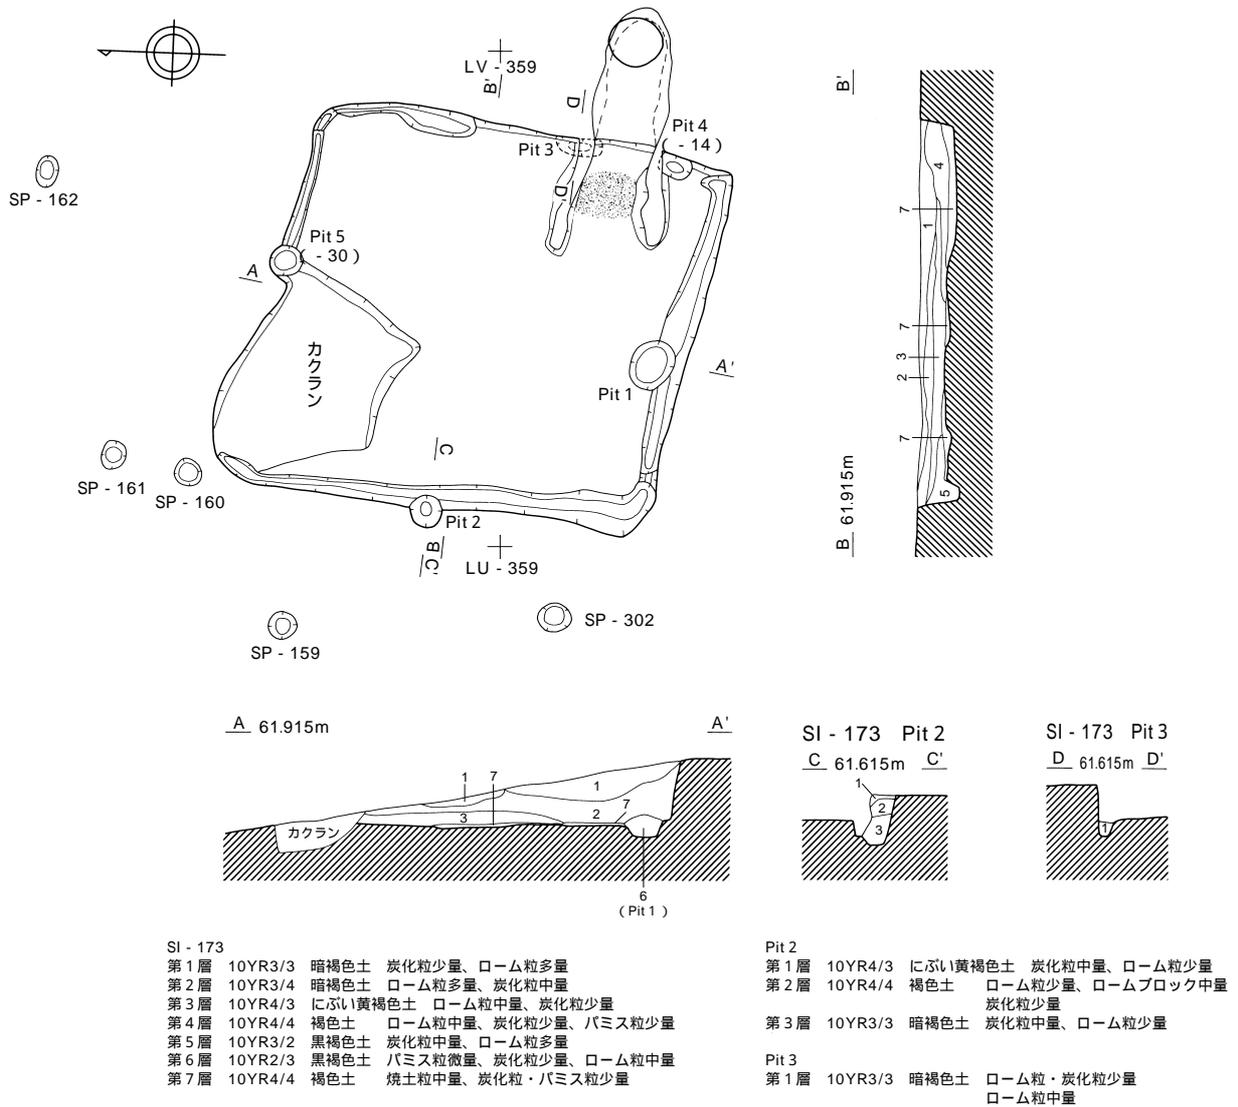 LV - 359
B'
D
Pit 4
( - 14 )
Pit 3
D'
SP - 162
Pit 5
( - 30 )
A
カクラン
A'
Pit 1
C
SP - 161
SP - 160
Pit 2
B
C'
LU - 359
SP - 302
SP - 159
B'
4
7
1
7
3
2
7
5
B 61.915m
A 61.915m A'
1 7 1
7
3 2
カクラン
6
( Pit 1 )
SI - 173 Pit 2
C 61.615m C'
1
2
3
SI - 173 Pit 3
D 61.615m D'
1
SI - 173
第1層 10YR3/3 暗褐色土 炭化粒少量、ローム粒多量
第2層 10YR3/4 暗褐色土 ローム粒多量、炭化粒中量
第3層 10YR4/3 にぶい黄褐色土 ローム粒中量、炭化粒少量
第4層 10YR4/4 褐色土 ローム粒中量、炭化粒少量、パミス粒少量
第5層 10YR3/2 黒褐色土 炭化粒中量、ローム粒多量
第6層 10YR2/3 黒褐色土 パミス粒微量、炭化粒少量、ローム粒中量
第7層 10YR4/4 褐色土 焼土粒中量、炭化粒・パミス粒少量
Pit 2
第1層 10YR4/3 にぶい黄褐色土 炭化粒中量、ローム粒少量
第2層 10YR4/4 褐色土 ローム粒少量、ロームブロック中量
炭化粒少量
第3層 10YR3/3 暗褐色土 炭化粒中量、ローム粒少量
Pit 3
第1層 10YR3/3 暗褐色土 ローム粒・炭化粒少量
ローム粒中量